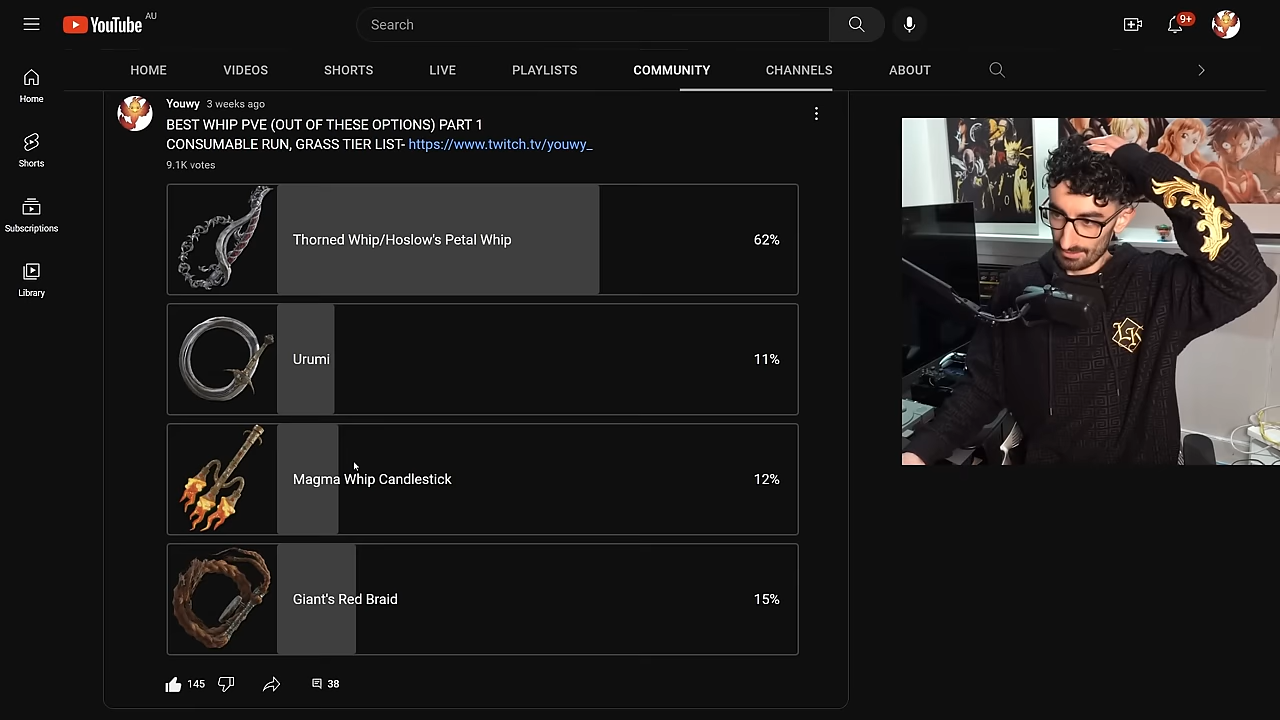 YouTube AU
Search
9+
HOME VIDEOS SHORTS LIVE PLAYLISTS COMMUNITY CHANNELS ABOUT
Home
Shorts
Subscriptions
Library
Youwy 3 weeks ago
BEST WHIP PVE (OUT OF THESE OPTIONS) PART 1
CONSUMABLE RUN, GRASS TIER LIST- https://www.twitch.tv/youwy_
9.1K votes
Thorned Whip/Hoslow's Petal Whip 62%
Urumi 11%
Magma Whip Candlestick 12%
Giant's Red Braid 15%
145 38
LK